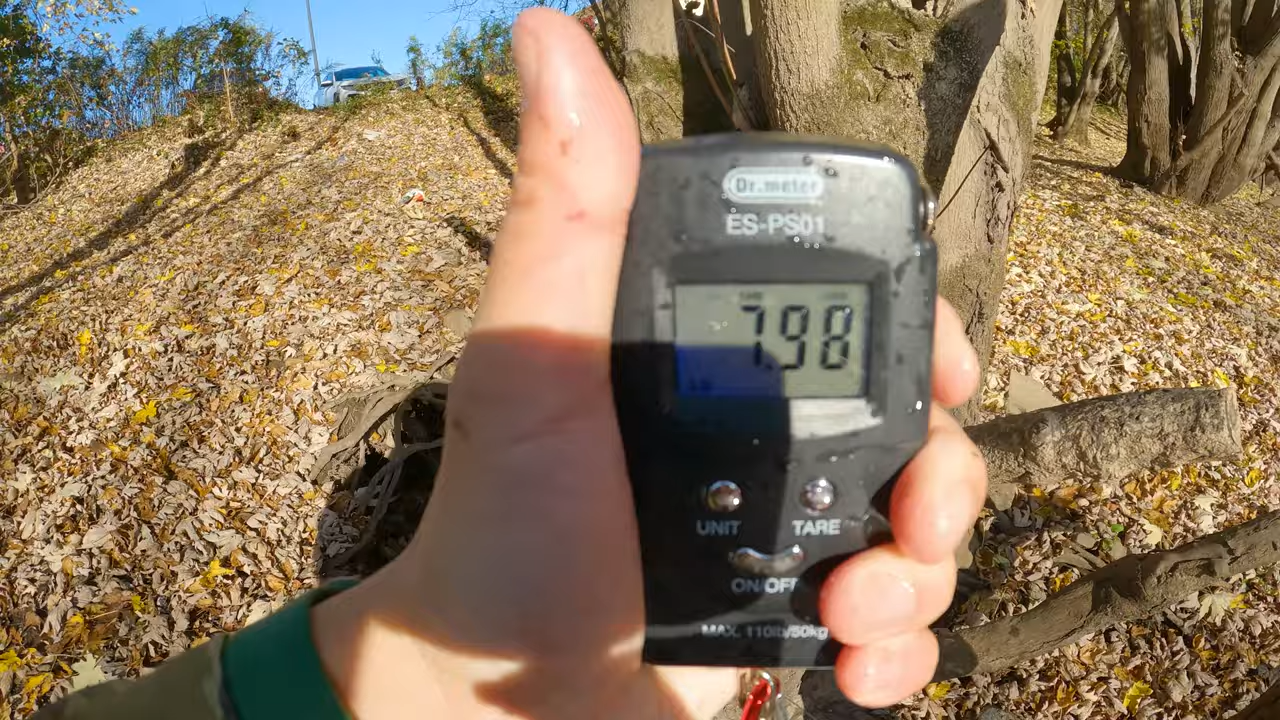 Dr.meter
ES-PS01
7.98
UNIT TARE
ON/OFF
MAX. 110lb/50kg